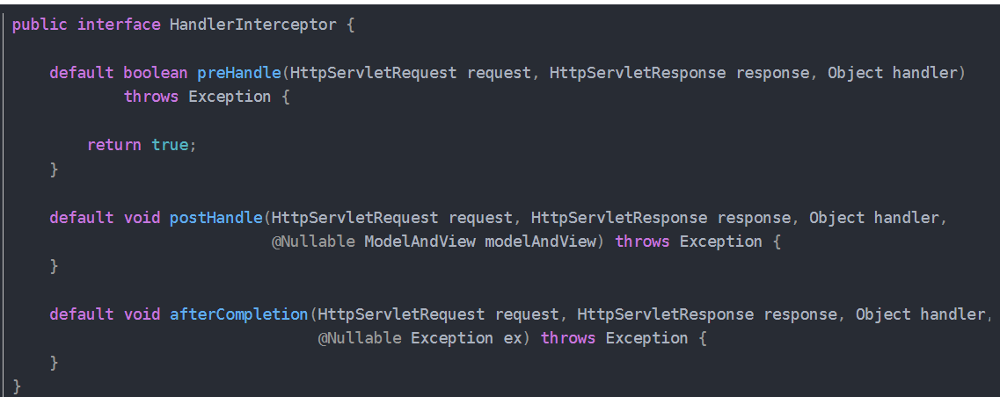 public interface HandlerInterceptor {
default boolean preHandle(HttpServletRequest request, HttpServletResponse response, Object handler)
throws Exception {
return true;
}
default void postHandle(HttpServletRequest request, HttpServletResponse response, Object handler,
@Nullable ModelAndView modelAndView) throws Exception {
}
default void afterCompletion(HttpServletRequest request, HttpServletResponse response, Object handler,
@Nullable Exception ex) throws Exception {
}
}